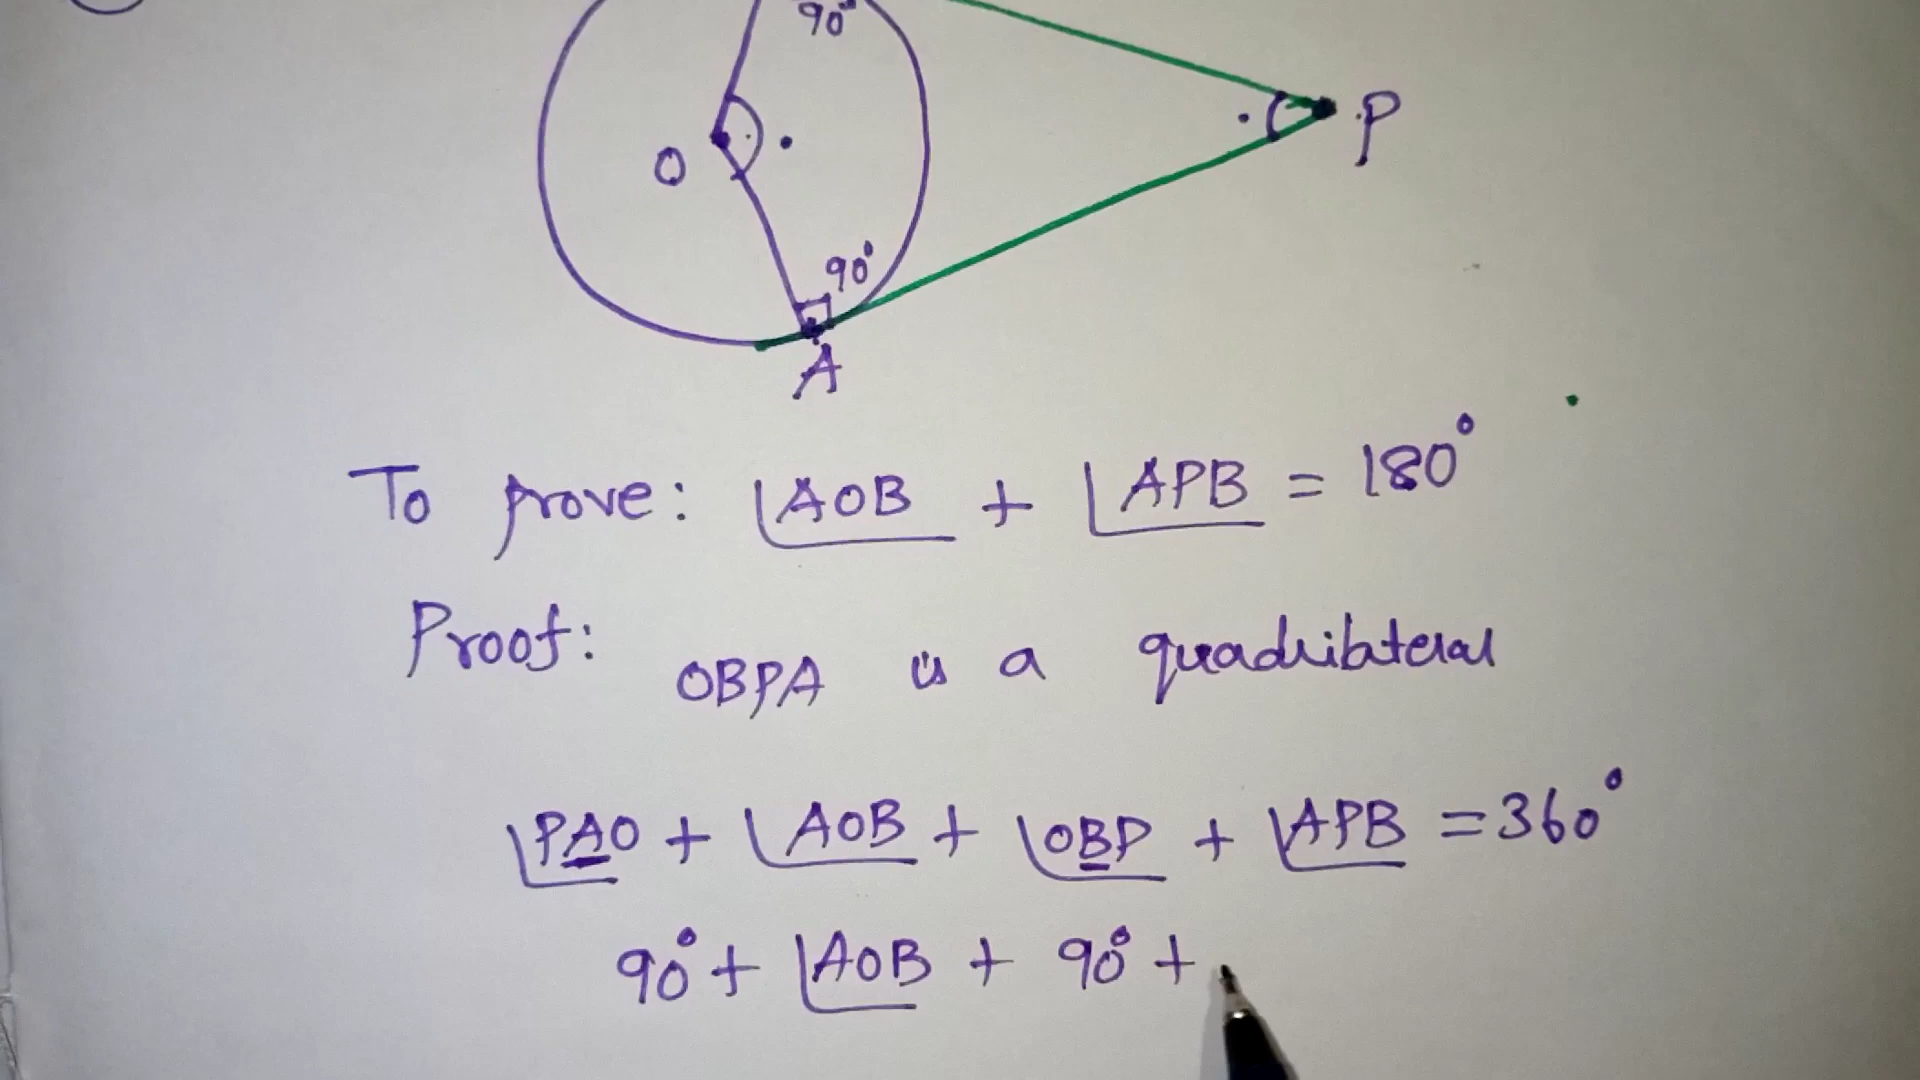 90°
O
P
90°
A
To prove: ∠AOB + ∠APB = 180°
Proof: OBPA is a quadrilateral
∠PAO + ∠AOB + ∠OBP + ∠APB = 360°
90° + ∠AOB + 90° +